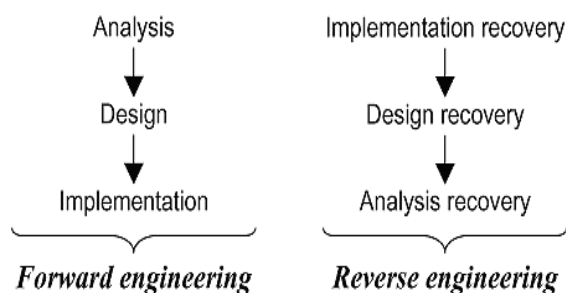 Analysis
Design
Implementation
Forward engineering
Implementation recovery
Design recovery
Analysis recovery
Reverse engineering